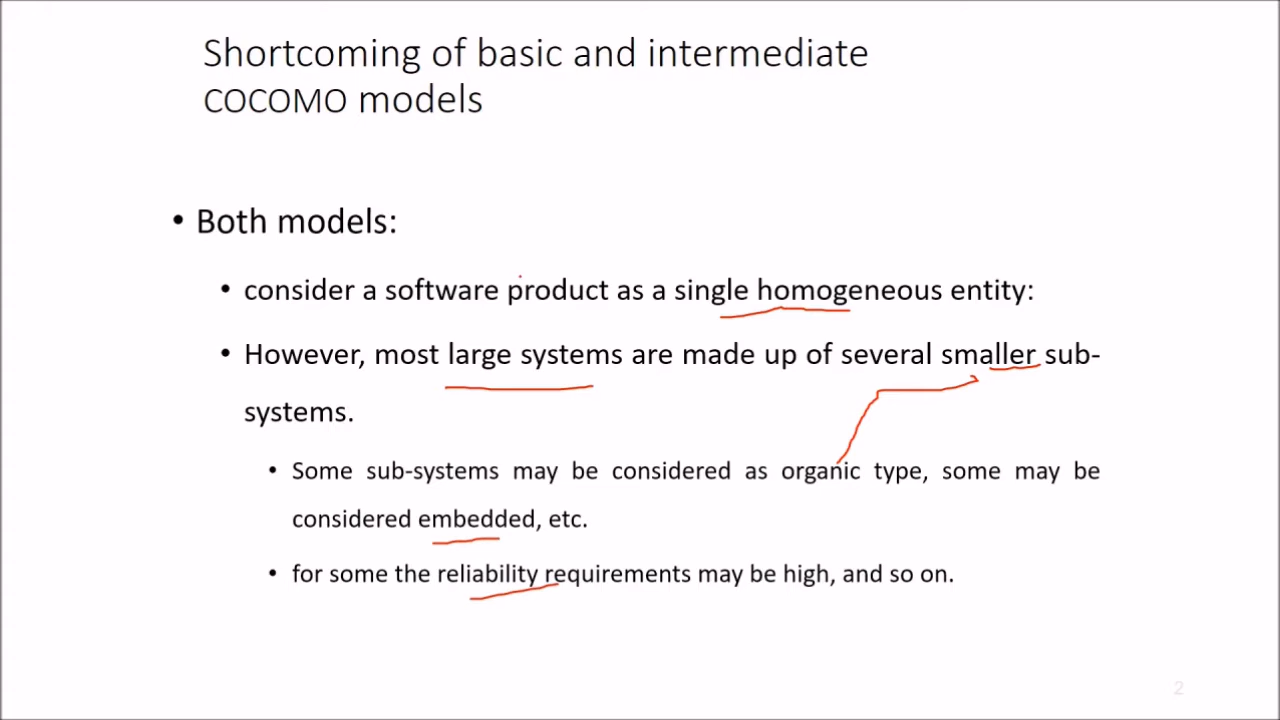 Shortcoming of basic and intermediate
COCOMO models
• Both models:
• consider a software product as a single homogeneous entity:
• However, most large systems are made up of several smaller sub-
systems.
• Some sub-systems may be considered as organic type, some may be
considered embedded, etc.
• for some the reliability requirements may be high, and so on.
2